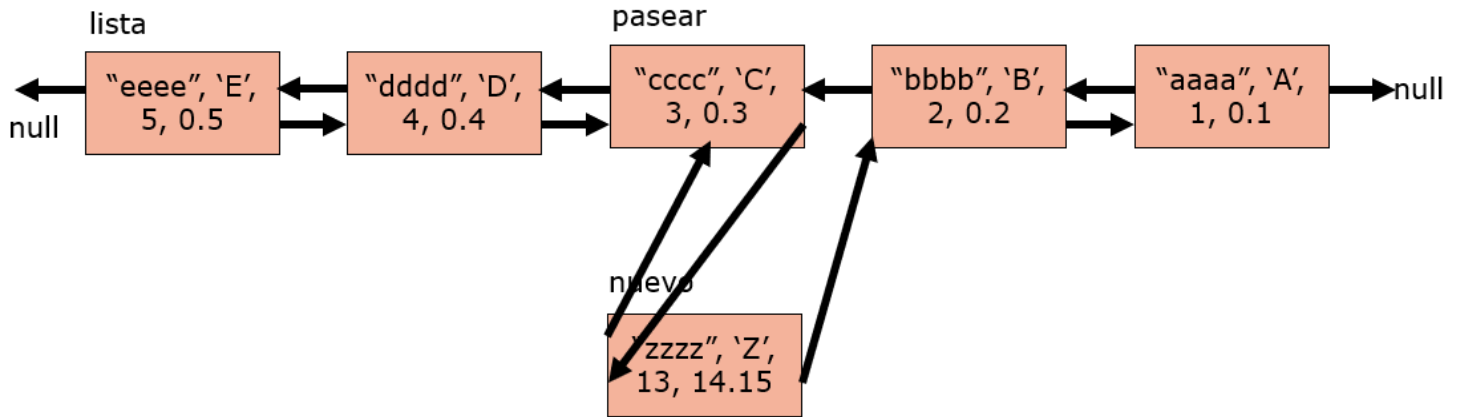 lista
pasear
null
“eeee”, ‘E’,
5, 0.5
“dddd”, ‘D’,
4, 0.4
“cccc”, ‘C’,
3, 0.3
“bbbb”, ‘B’,
2, 0.2
“aaaa”, ‘A’,
1, 0.1
null
nuevo
“zzzz”, ‘Z’,
13, 14.15